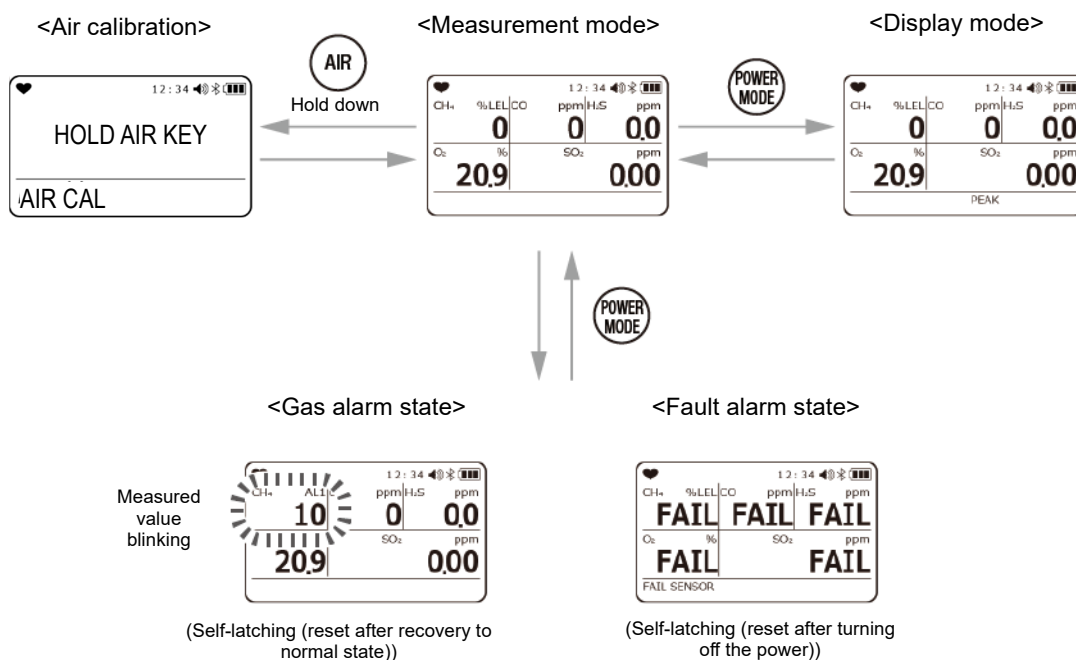 <Air calibration>
<Measurement mode>
<Display mode>
AIR
Hold down
POWER
MODE
12:34
HOLD AIR KEY
AIR CAL
12:34
CH₄ %LEL CO ppm H₂S ppm
0 0 0.0
O₂ % SO₂ ppm
20.9 0.00
12:34
CH₄ %LEL CO ppm H₂S ppm
0 0 0.0
O₂ % SO₂ ppm
20.9 0.00
PEAK
POWER
MODE
<Gas alarm state>
<Fault alarm state>
Measured
value
blinking
12:34
CH₄ AL1 ppm H₂S ppm
10 0 0.0
SO₂ ppm
20.9 0.00
12:34
CH₄ %LEL CO ppm H₂S ppm
FAIL FAIL FAIL
O₂ % SO₂ ppm
FAIL FAIL
FAIL SENSOR
(Self-latching (reset after recovery to
normal state))
(Self-latching (reset after turning
off the power))